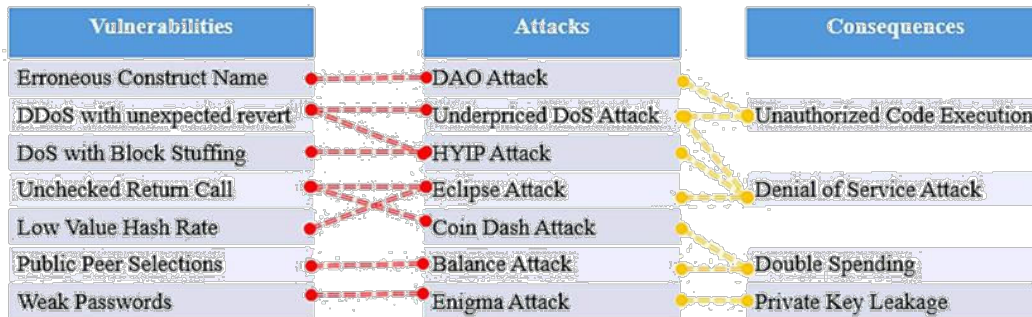 Vulnerabilities Attacks Consequences
Erroneous Construct Name DAO Attack
DDoS with unexpected revert Underpriced DoS Attack Unauthorized Code Execution
DoS with Block Stuffing HYIP Attack
Unchecked Return Call Eclipse Attack Denial of Service Attack
Low Value Hash Rate Coin Dash Attack
Public Peer Selections Balance Attack Double Spending
Weak Passwords Enigma Attack Private Key Leakage